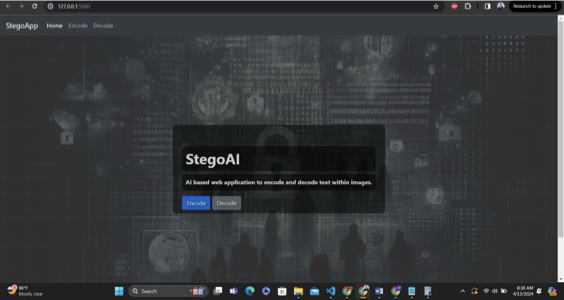 127.0.0.1:5000
Relaunch to update
StegoApp Home Encode Decode
StegoAI
AI based web application to encode and decode text within images.
Encode Decode
86°F
Mostly clear
Search
8:38 AM
4/13/2024